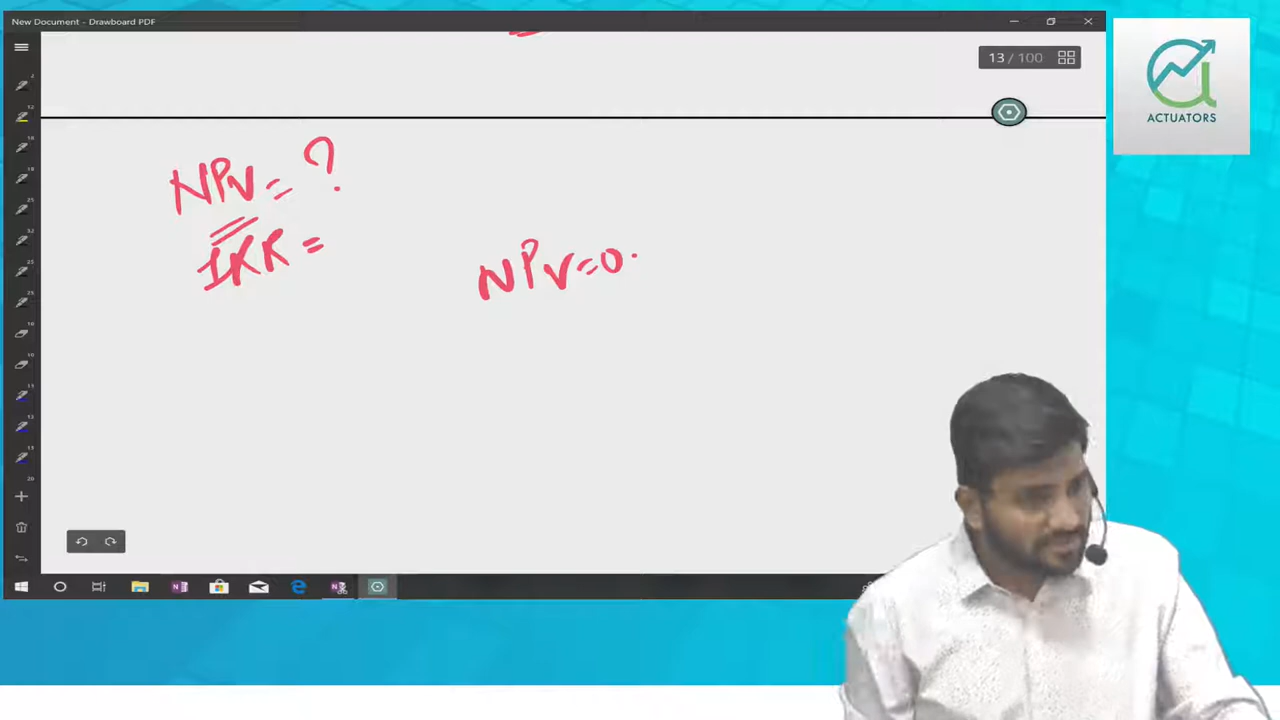 New Document - Drawboard PDF
13 / 100
ACTUATORS
NPV = ?
IRR =
NPV = 0.